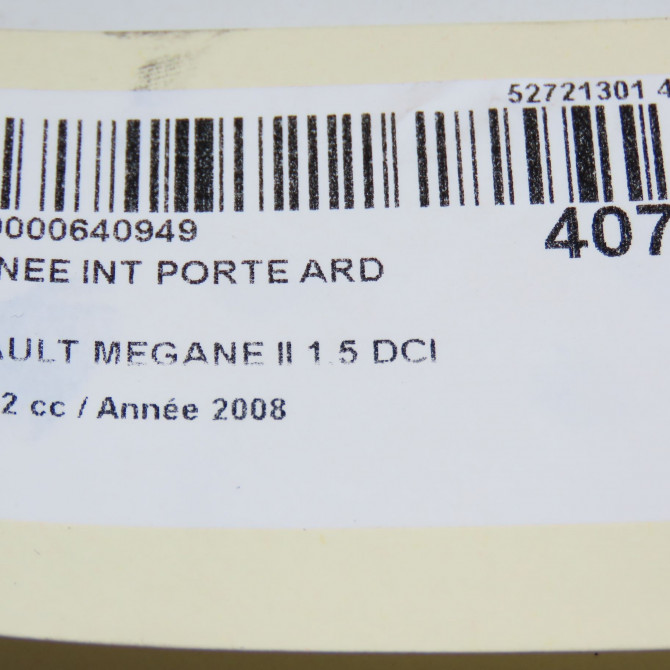 52721301 4
0000640949
407
NEE INT PORTE ARD
AULT MEGANE II 1.5 DCI
2 cc / Année 2008